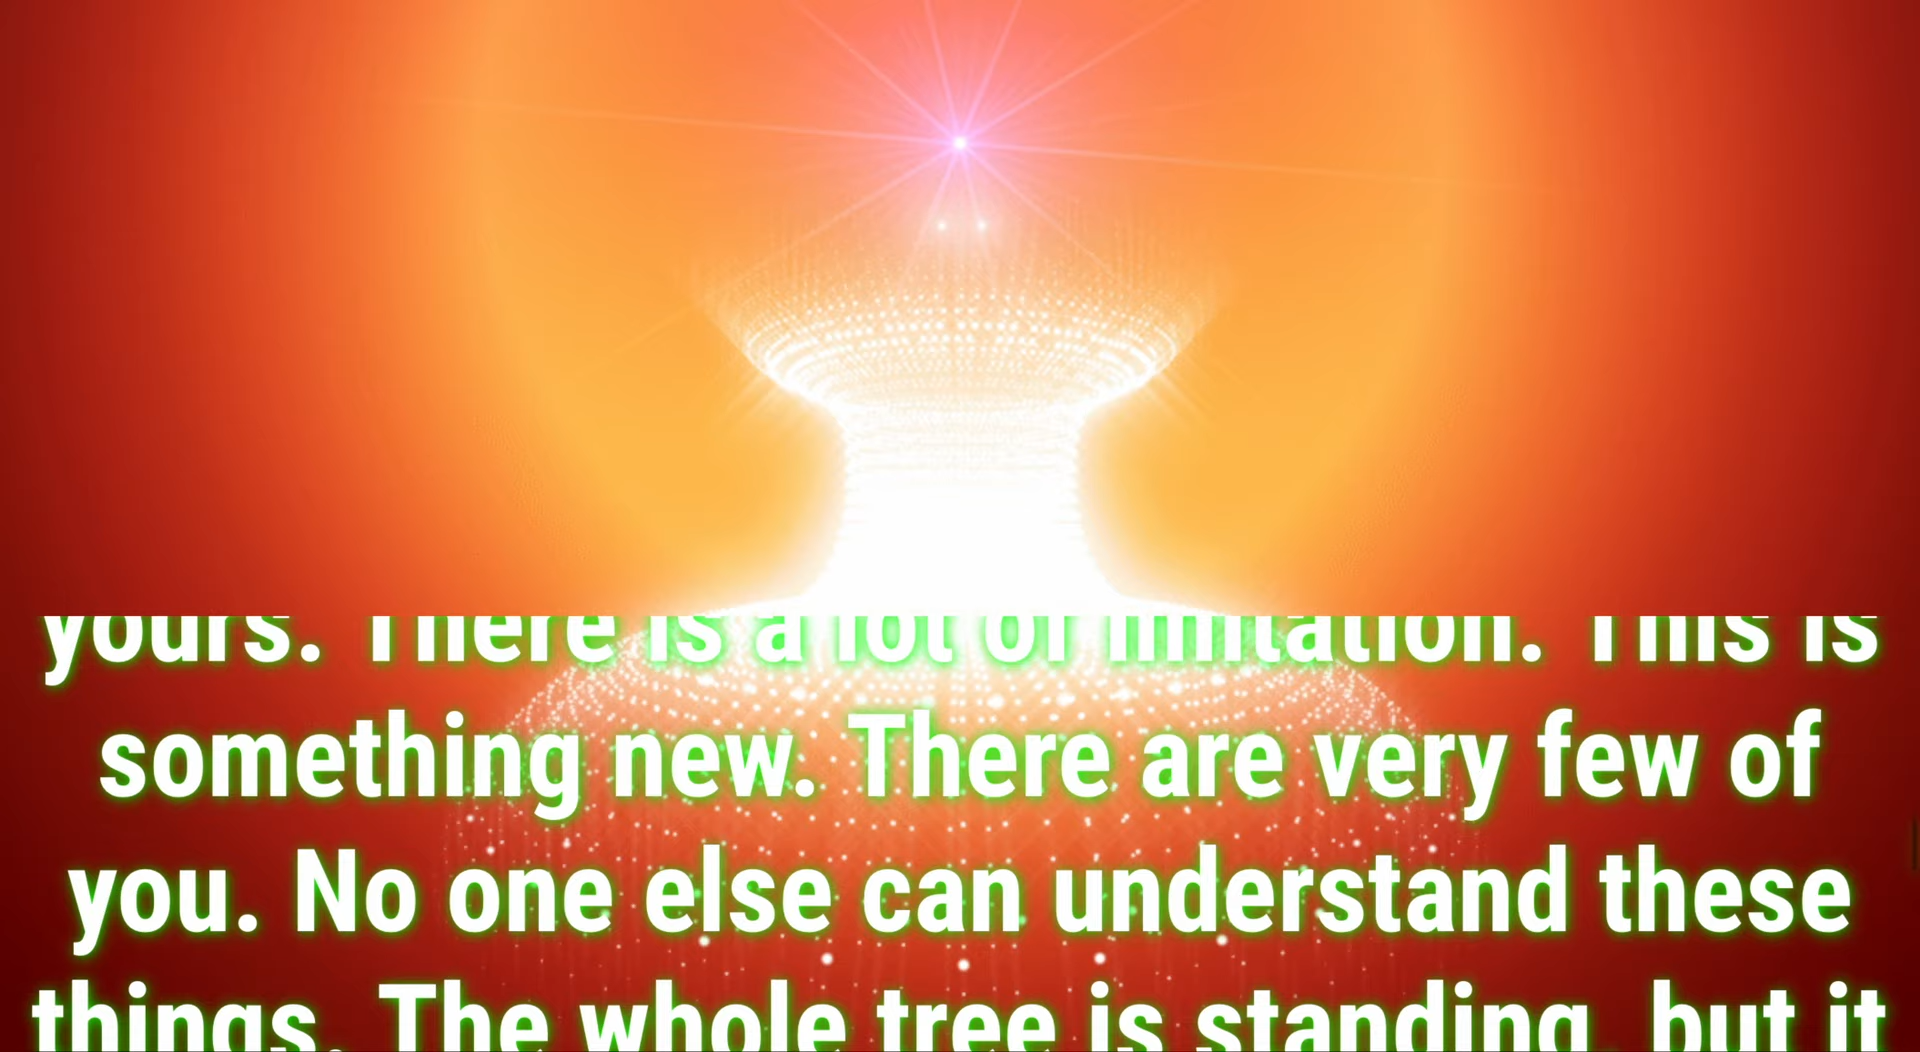 yours. There is a lot of imitation. This is
something new. There are very few of
you. No one else can understand these
things. The whole tree is standing, but it